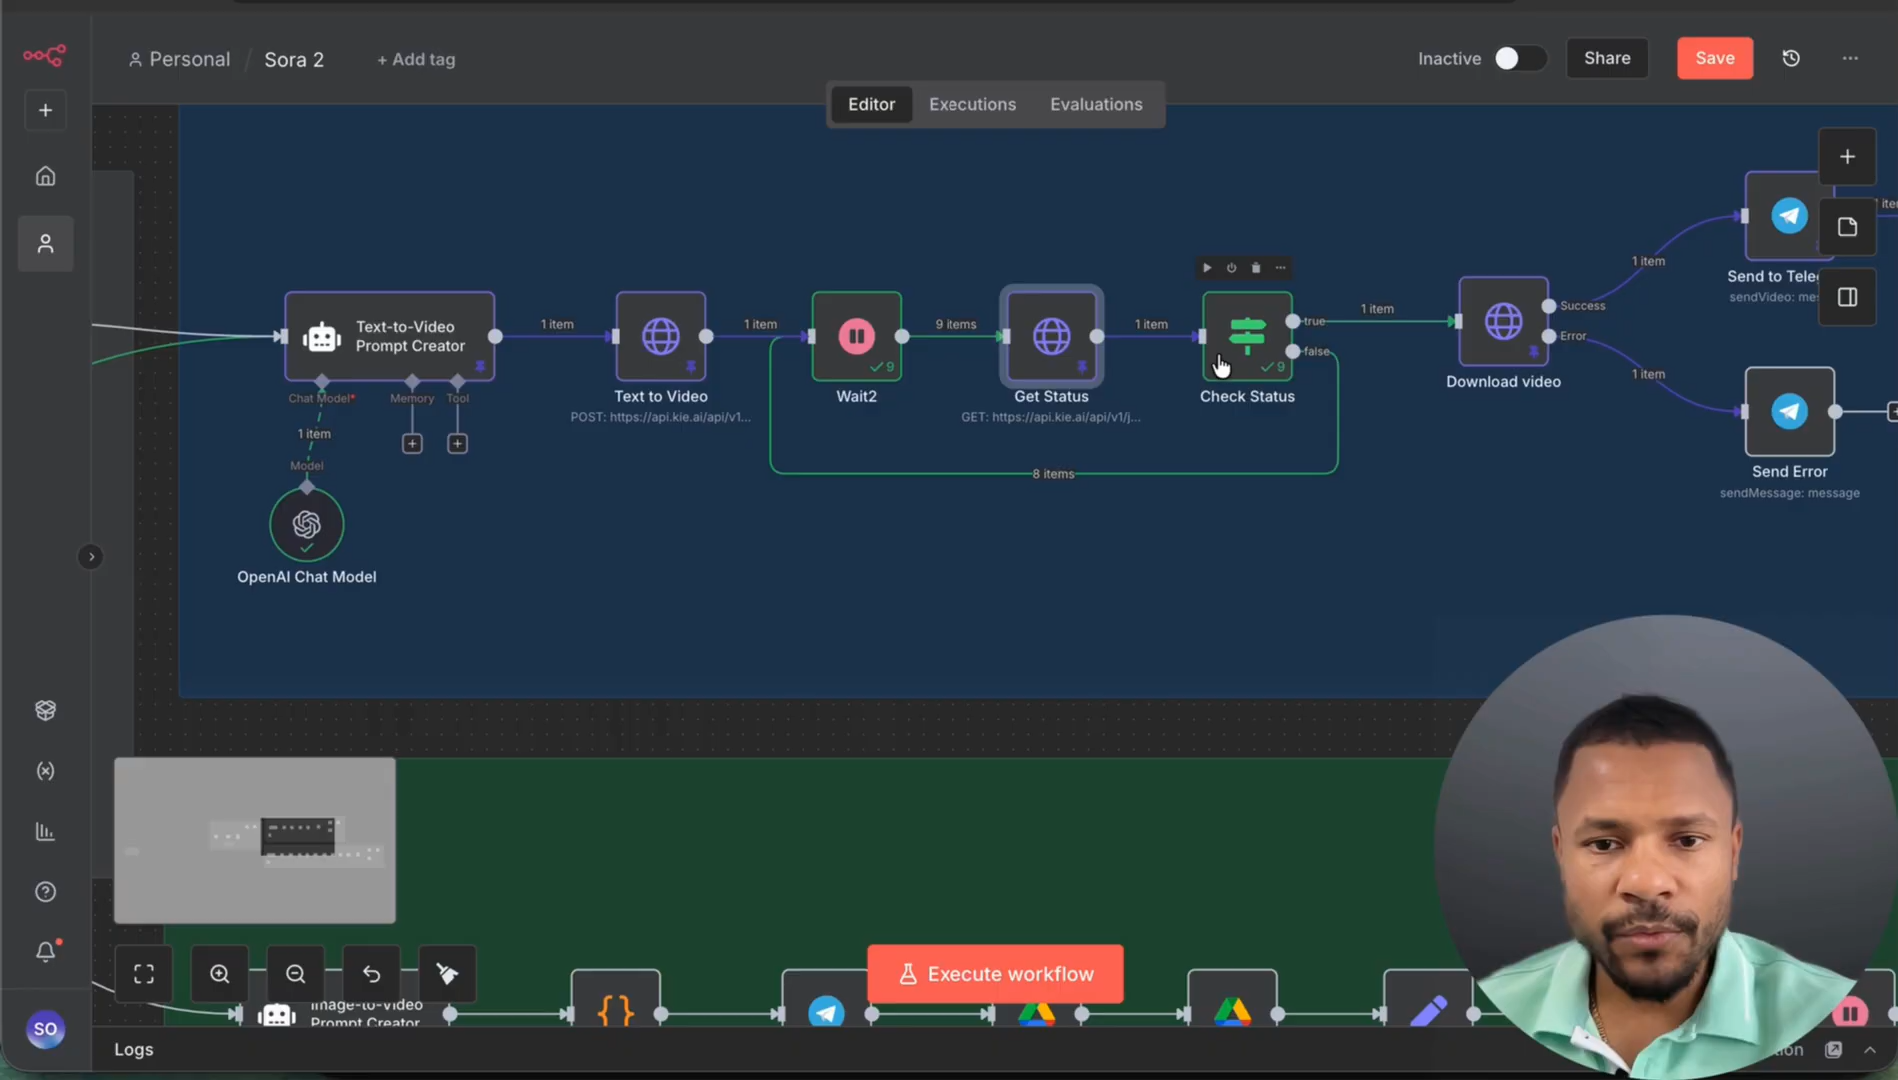 Personal / Sora 2 + Add tag
Inactive Share Save
Editor Executions Evaluations
1 item
Success
Error
1 item
Send to Tele
sendVideo: me
1 item
Send Error
sendMessage: message
Text-to-Video
Prompt Creator
Chat Model*
Memory
Tool
1 item
Model
OpenAI Chat Model
1 item
Text to Video
POST: https://api.kie.ai/api/v1...
1 item
9
Wait2
9 items
Get Status
GET: https://api.kie.ai/api/v1/j...
1 item
true
false
9
Check Status
8 items
1 item
Download video
Image-to-Video
Prompt Creator
Execute workflow
SO
Logs